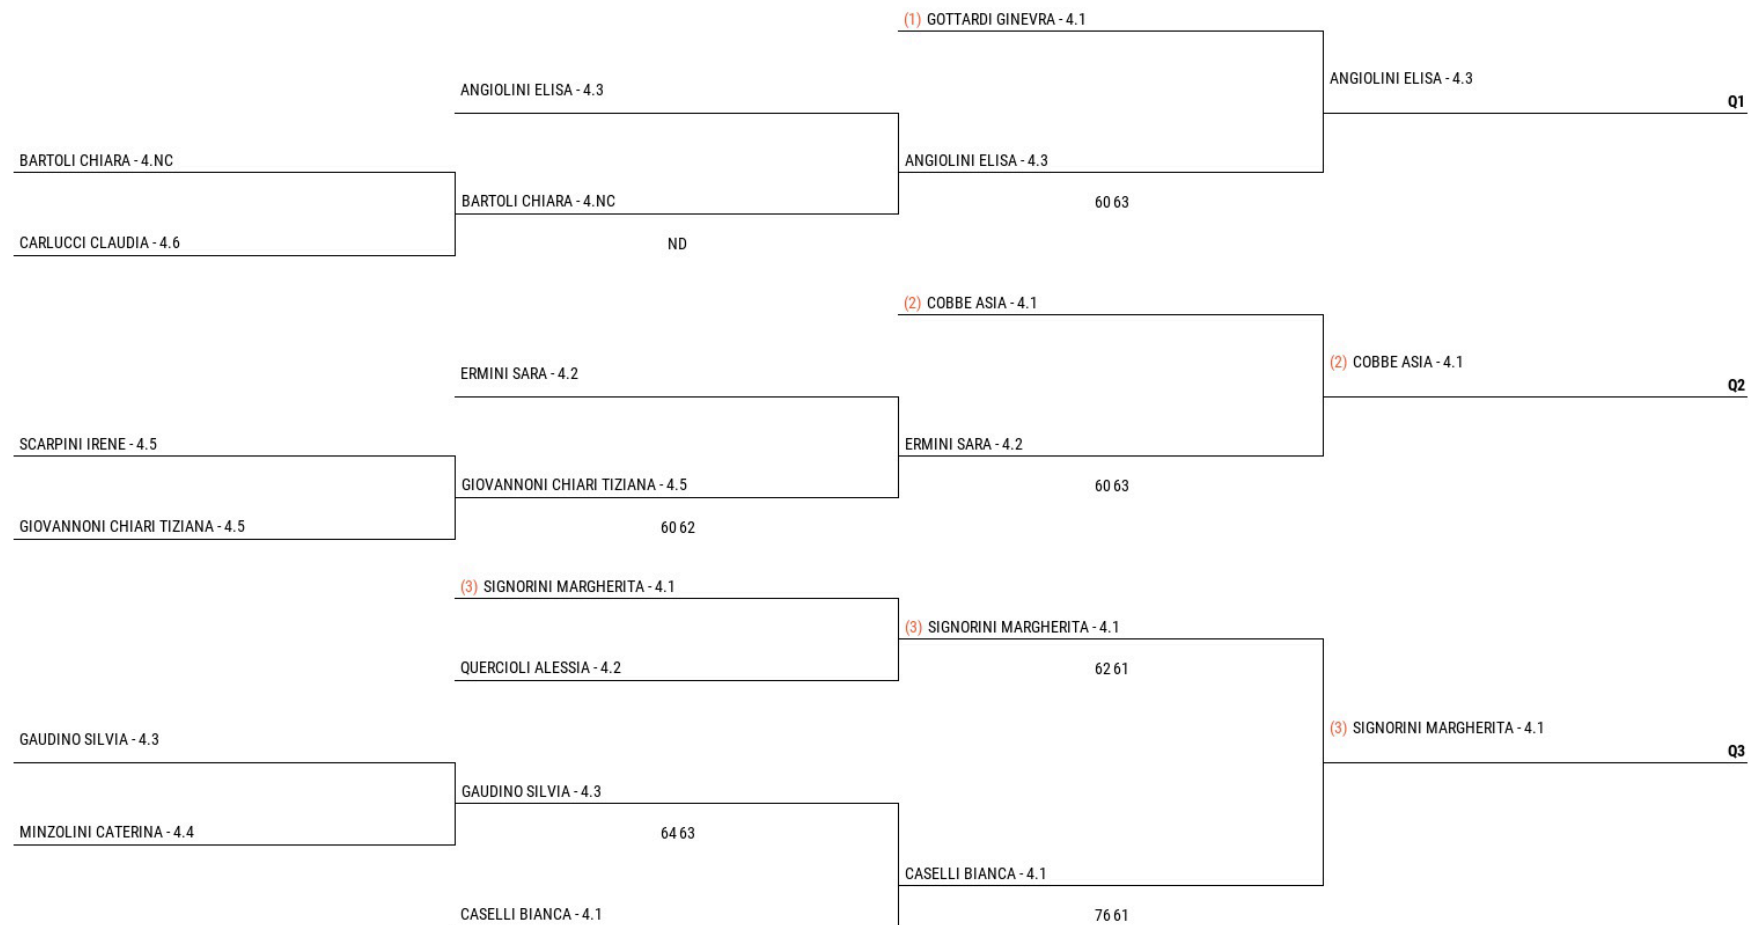 (1) GOTTARDI GINEVRA - 4.1
ANGIOLINI ELISA - 4.3
ANGIOLINI ELISA - 4.3
Q1
BARTOLI CHIARA - 4.NC
ANGIOLINI ELISA - 4.3
BARTOLI CHIARA - 4.NC
60 63
CARLUCCI CLAUDIA - 4.6
ND
(2) COBBE ASIA - 4.1
(2) COBBE ASIA - 4.1
ERMINI SARA - 4.2
Q2
SCARPINI IRENE - 4.5
ERMINI SARA - 4.2
GIOVANNONI CHIARI TIZIANA - 4.5
60 63
GIOVANNONI CHIARI TIZIANA - 4.5
60 62
(3) SIGNORINI MARGHERITA - 4.1
(3) SIGNORINI MARGHERITA - 4.1
QUERCIOLI ALESSIA - 4.2
62 61
(3) SIGNORINI MARGHERITA - 4.1
GAUDINO SILVIA - 4.3
Q3
GAUDINO SILVIA - 4.3
MINZOLINI CATERINA - 4.4
64 63
CASELLI BIANCA - 4.1
CASELLI BIANCA - 4.1
76 61